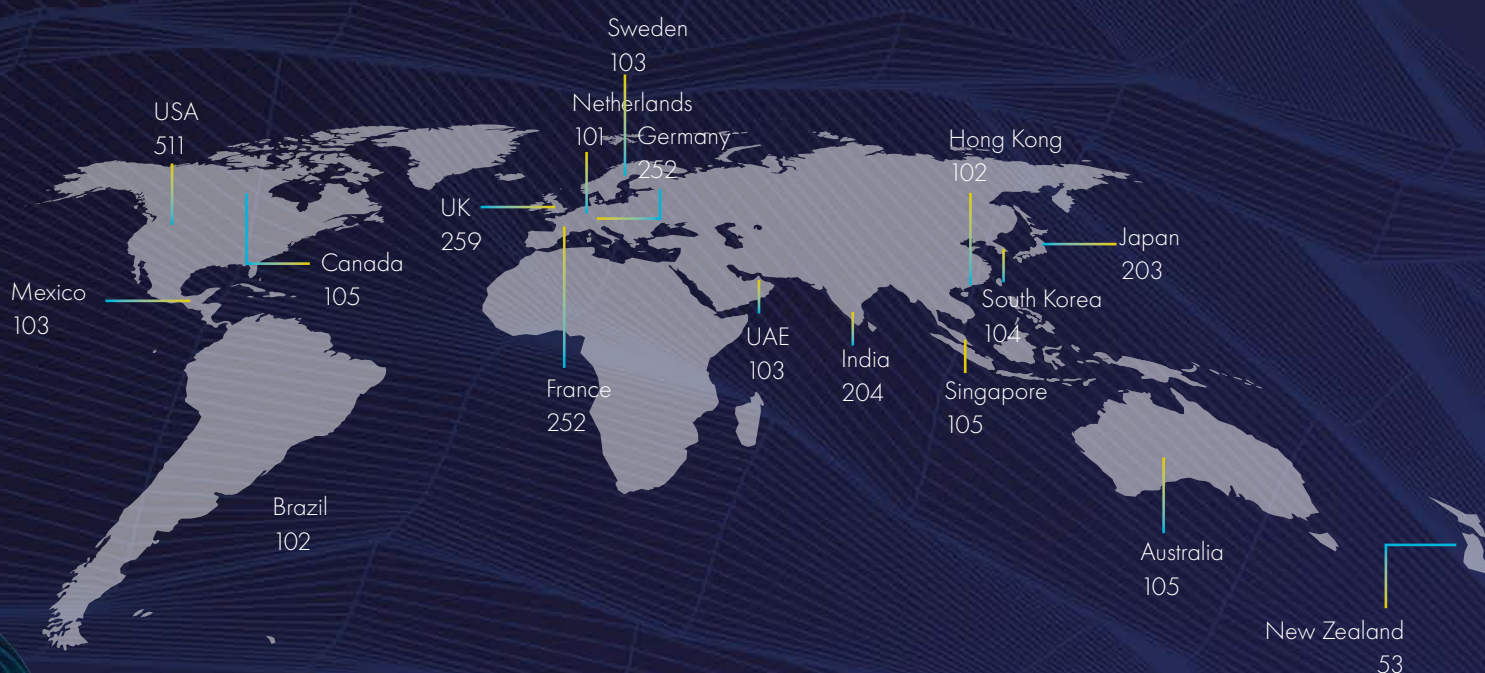 Sweden
103
Netherlands
101
Germany
252
USA
511
Hong Kong
102
UK
259
Japan
203
Canada
105
Mexico
103
South Korea
104
UAE
103
India
204
France
252
Singapore
105
Brazil
102
Australia
105
New Zealand
53